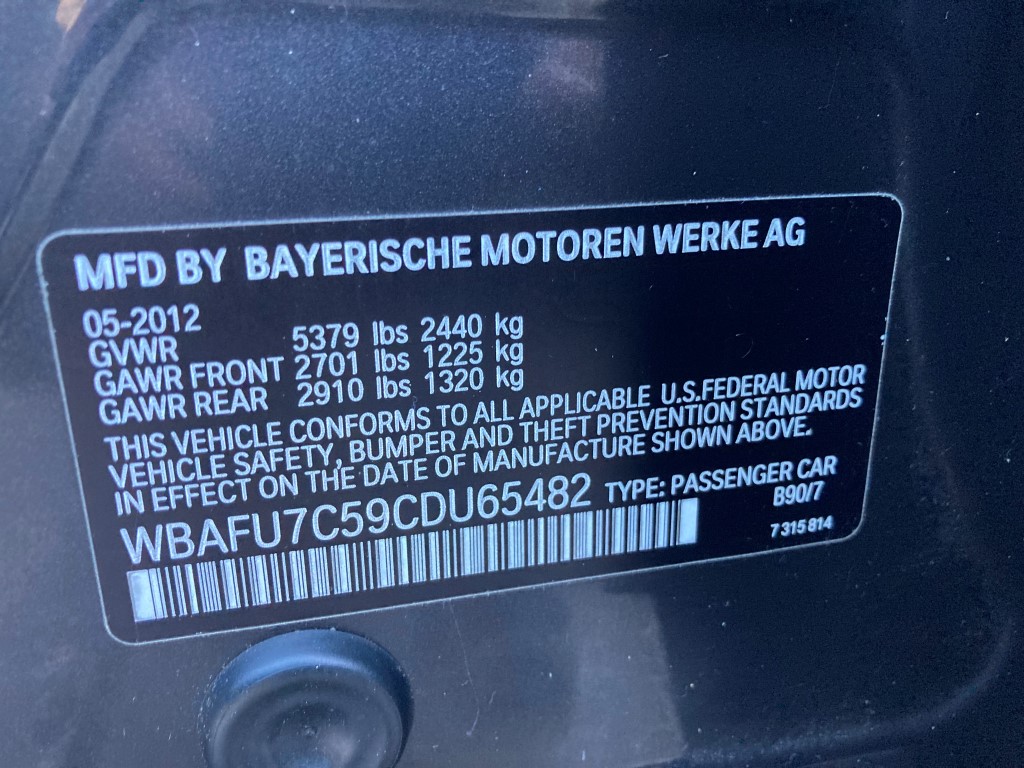 MFD BY BAYERISCHE MOTOREN WERKE AG
05-2012
GVWR 5379 lbs 2440 kg
GAWR FRONT 2701 lbs 1225 kg
GAWR REAR 2910 lbs 1320 kg
THIS VEHICLE CONFORMS TO ALL APPLICABLE U.S.FEDERAL MOTOR
VEHICLE SAFETY, BUMPER AND THEFT PREVENTION STANDARDS
IN EFFECT ON THE DATE OF MANUFACTURE SHOWN ABOVE.
WBAFU7C59CDU65482 TYPE: PASSENGER CAR
B90/7
7 315 814